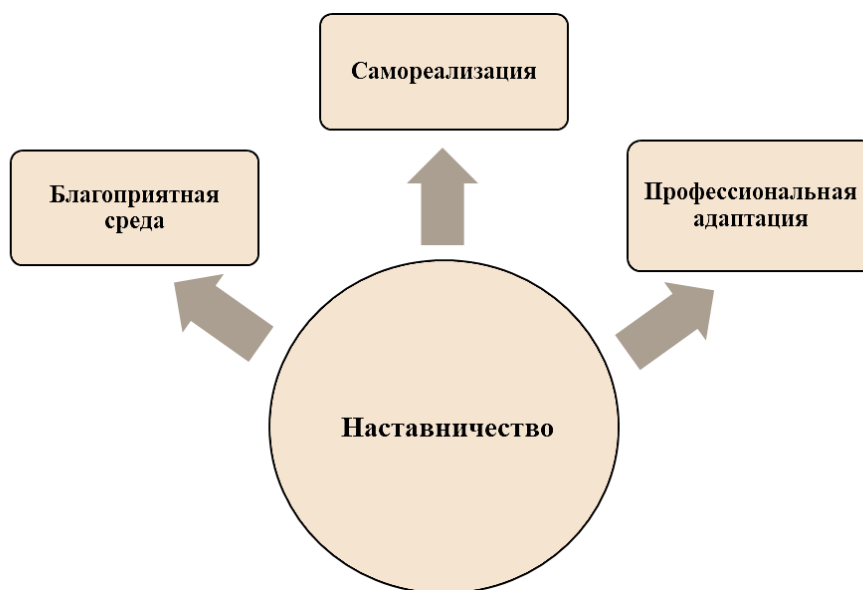 Самореализация
Благоприятная
среда
Профессиональная
адаптация
Наставничество